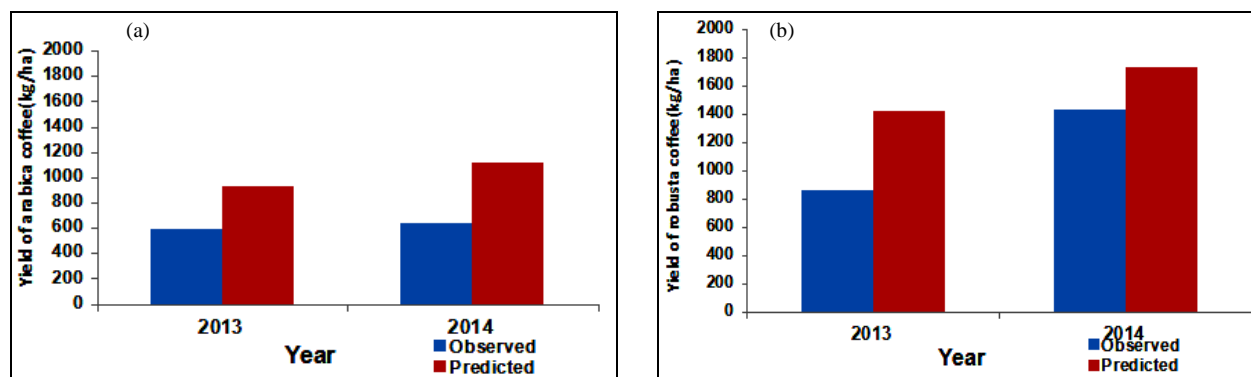 (a)
Yield of arabica coffee(kg/ha)
2000
1800
1600
1400
1200
1000
800
600
400
200
0
2013
2014
Year
Observed
Predicted
(b)
Yield of robusta coffee(kg/ha)
2000
1800
1600
1400
1200
1000
800
600
400
200
0
2013
2014
Year
Observed
Predicted